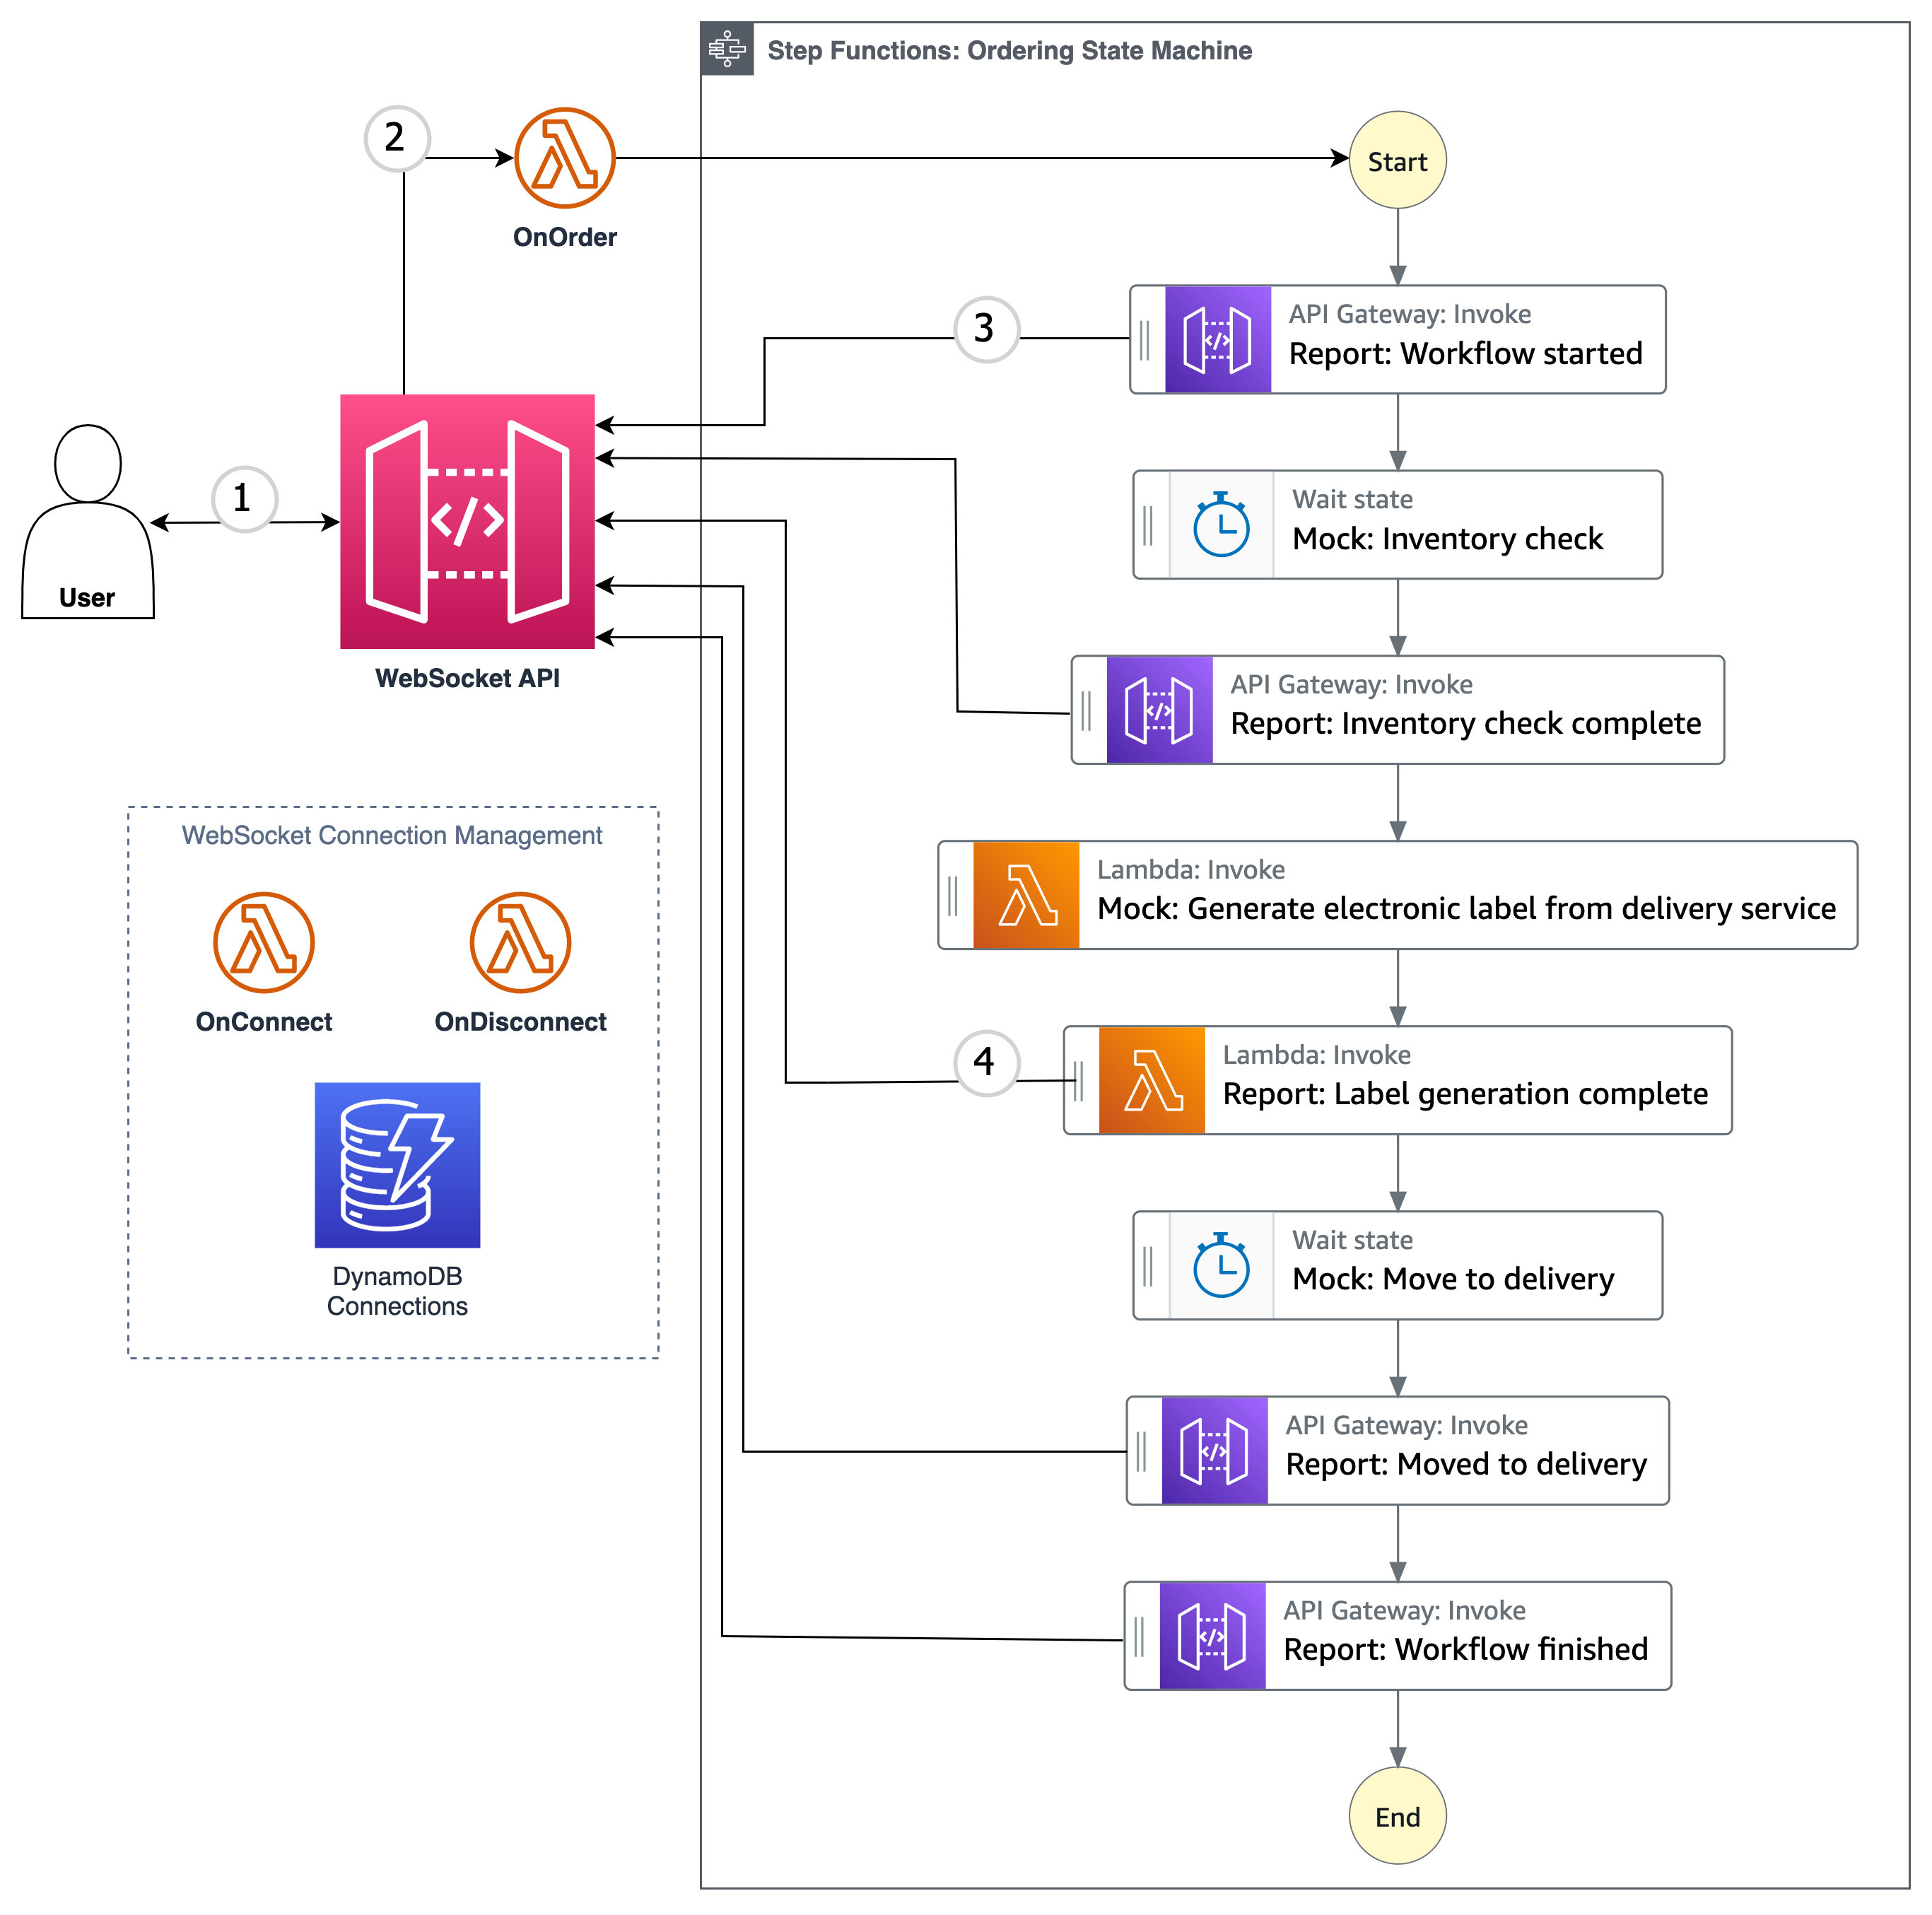 Step Functions: Ordering State Machine
2
OnOrder
Start
3
API Gateway: Invoke
Report: Workflow started
1
User
</>
WebSocket API
Wait state
Mock: Inventory check
API Gateway: Invoke
Report: Inventory check complete
WebSocket Connection Management
OnConnect
OnDisconnect
DynamoDB
Connections
Lambda: Invoke
Mock: Generate electronic label from delivery service
4
Lambda: Invoke
Report: Label generation complete
Wait state
Mock: Move to delivery
API Gateway: Invoke
Report: Moved to delivery
API Gateway: Invoke
Report: Workflow finished
End